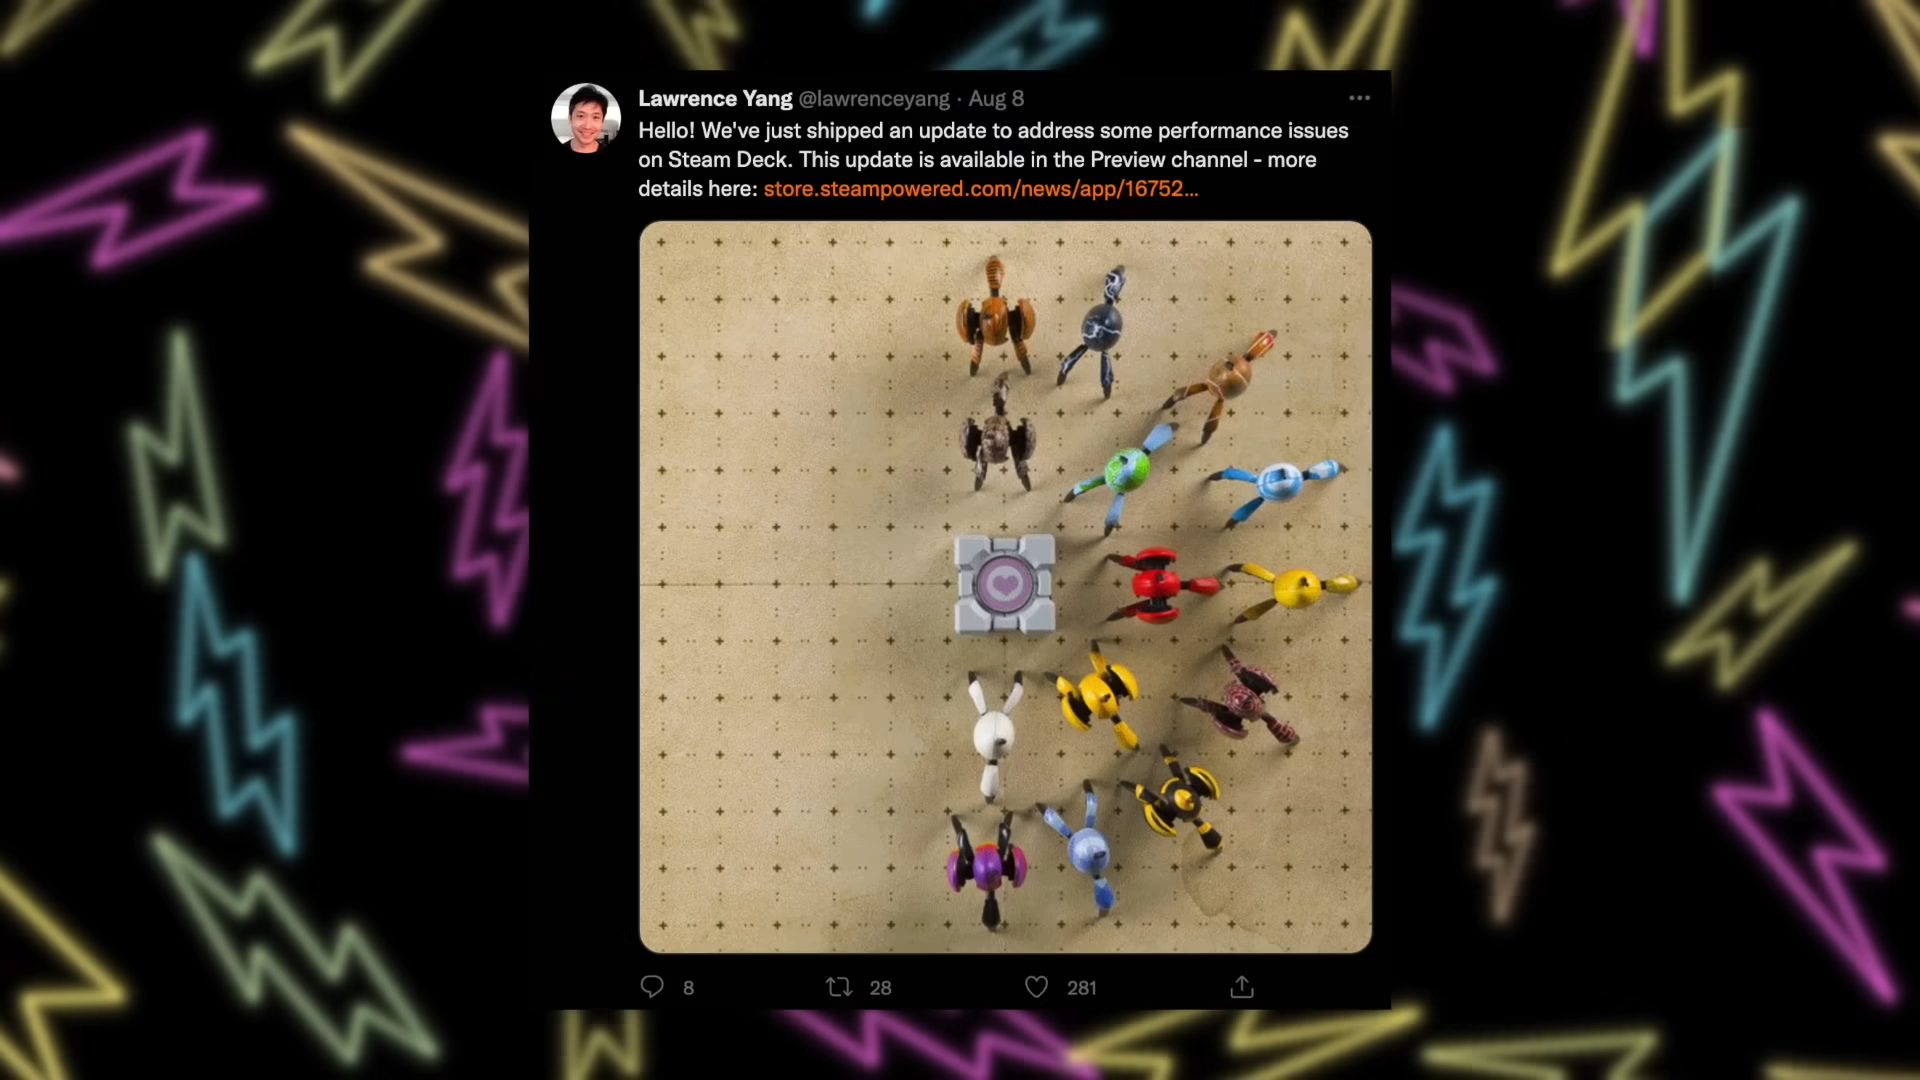 Lawrence Yang @lawrenceyang · Aug 8
Hello! We've just shipped an update to address some performance issues
on Steam Deck. This update is available in the Preview channel - more
details here: store.steampowered.com/news/app/16752...
8 28 281